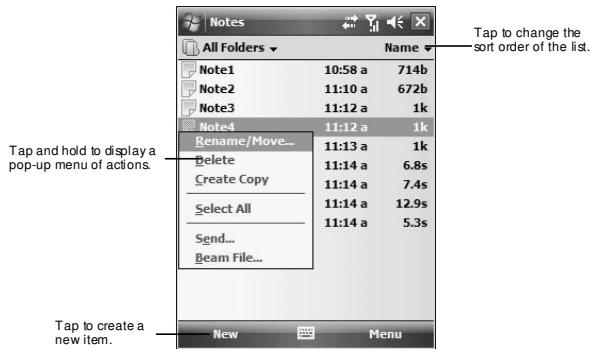 Notes
All Folders Name
Tap to change the
sort order of the list.
Note1 10:58 a 714b
Note2 11:10 a 672b
Note3 11:12 a 1k
Note4 11:12 a 1k
Rename/Move... 11:13 a 1k
Tap and hold to display a
pop-up menu of actions.
Delete 11:14 a 6.8s
Create Copy 11:14 a 7.4s
Select All 11:14 a 12.9s
11:14 a 5.3s
Send...
Beam File...
Tap to create a
new item.
New Menu